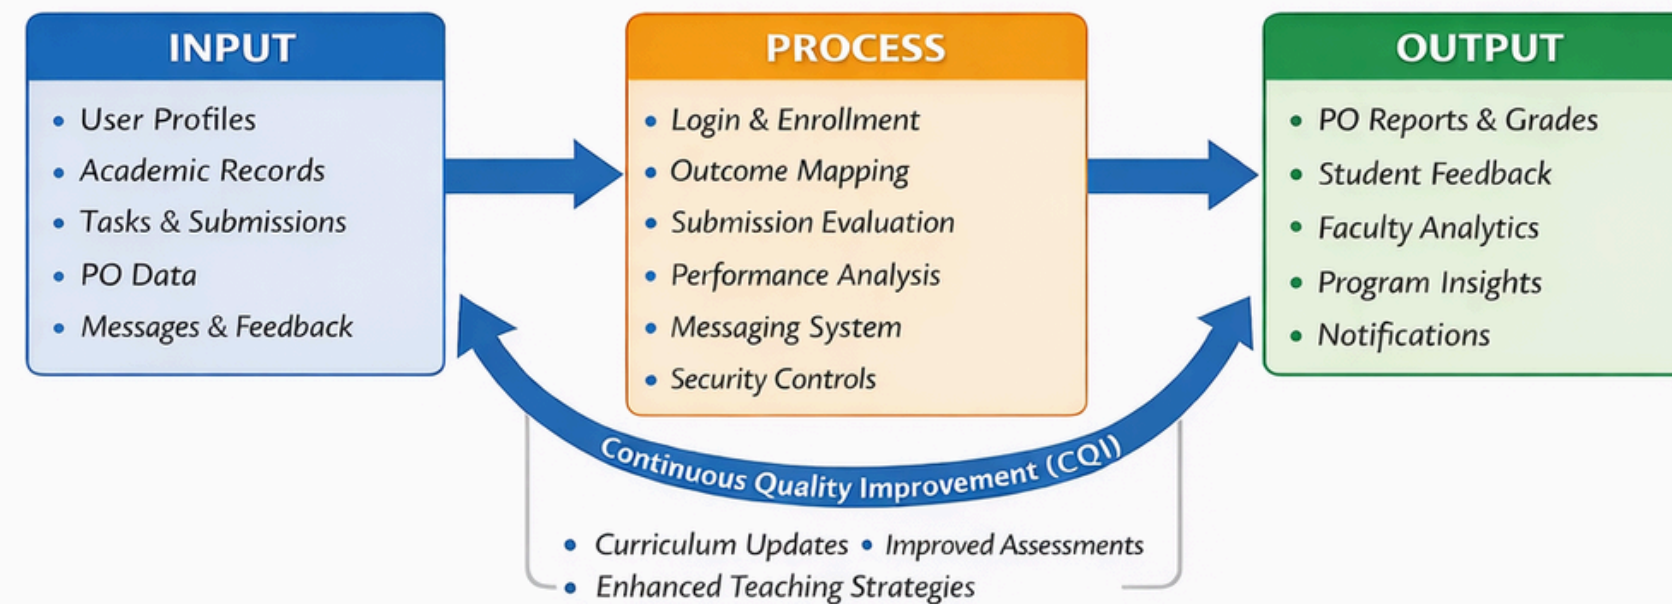 INPUT
• User Profiles
• Academic Records
• Tasks & Submissions
• PO Data
• Messages & Feedback
PROCESS
• Login & Enrollment
• Outcome Mapping
• Submission Evaluation
• Performance Analysis
• Messaging System
• Security Controls
OUTPUT
• PO Reports & Grades
• Student Feedback
• Faculty Analytics
• Program Insights
• Notifications
Continuous Quality Improvement (CQI)
• Curriculum Updates • Improved Assessments
• Enhanced Teaching Strategies